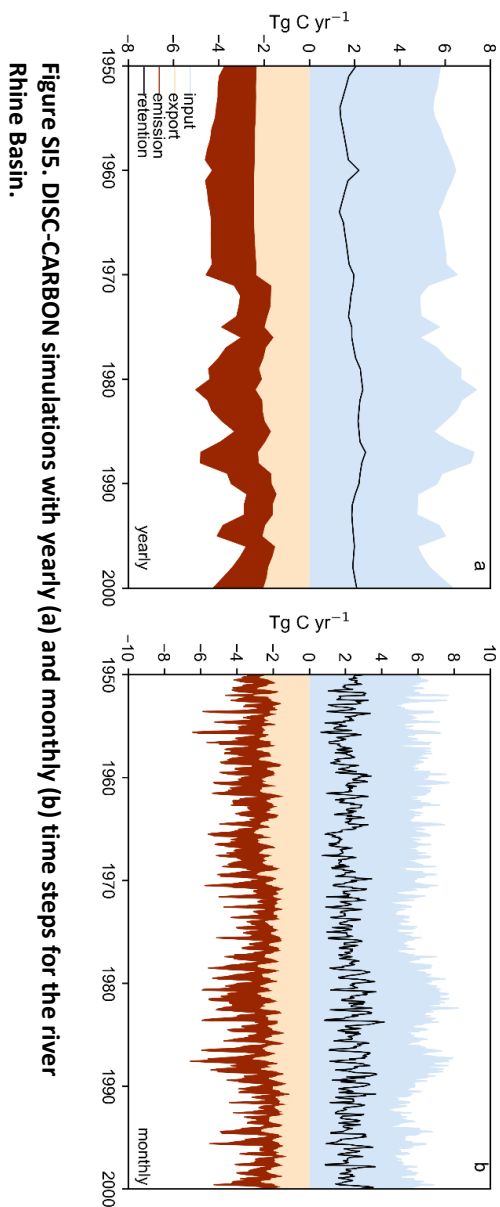 a
Tg C yr⁻¹
8
6
4
2
0
−2
−4
−6
−8
input
export
emission
retention
yearly
1950 1960 1970 1980 1990 2000
b
Tg C yr⁻¹
10
8
6
4
2
0
−2
−4
−6
−8
−10
monthly
1950 1960 1970 1980 1990 2000
Figure SI5. DISC-CARBON simulations with yearly (a) and monthly (b) time steps for the river
Rhine Basin.